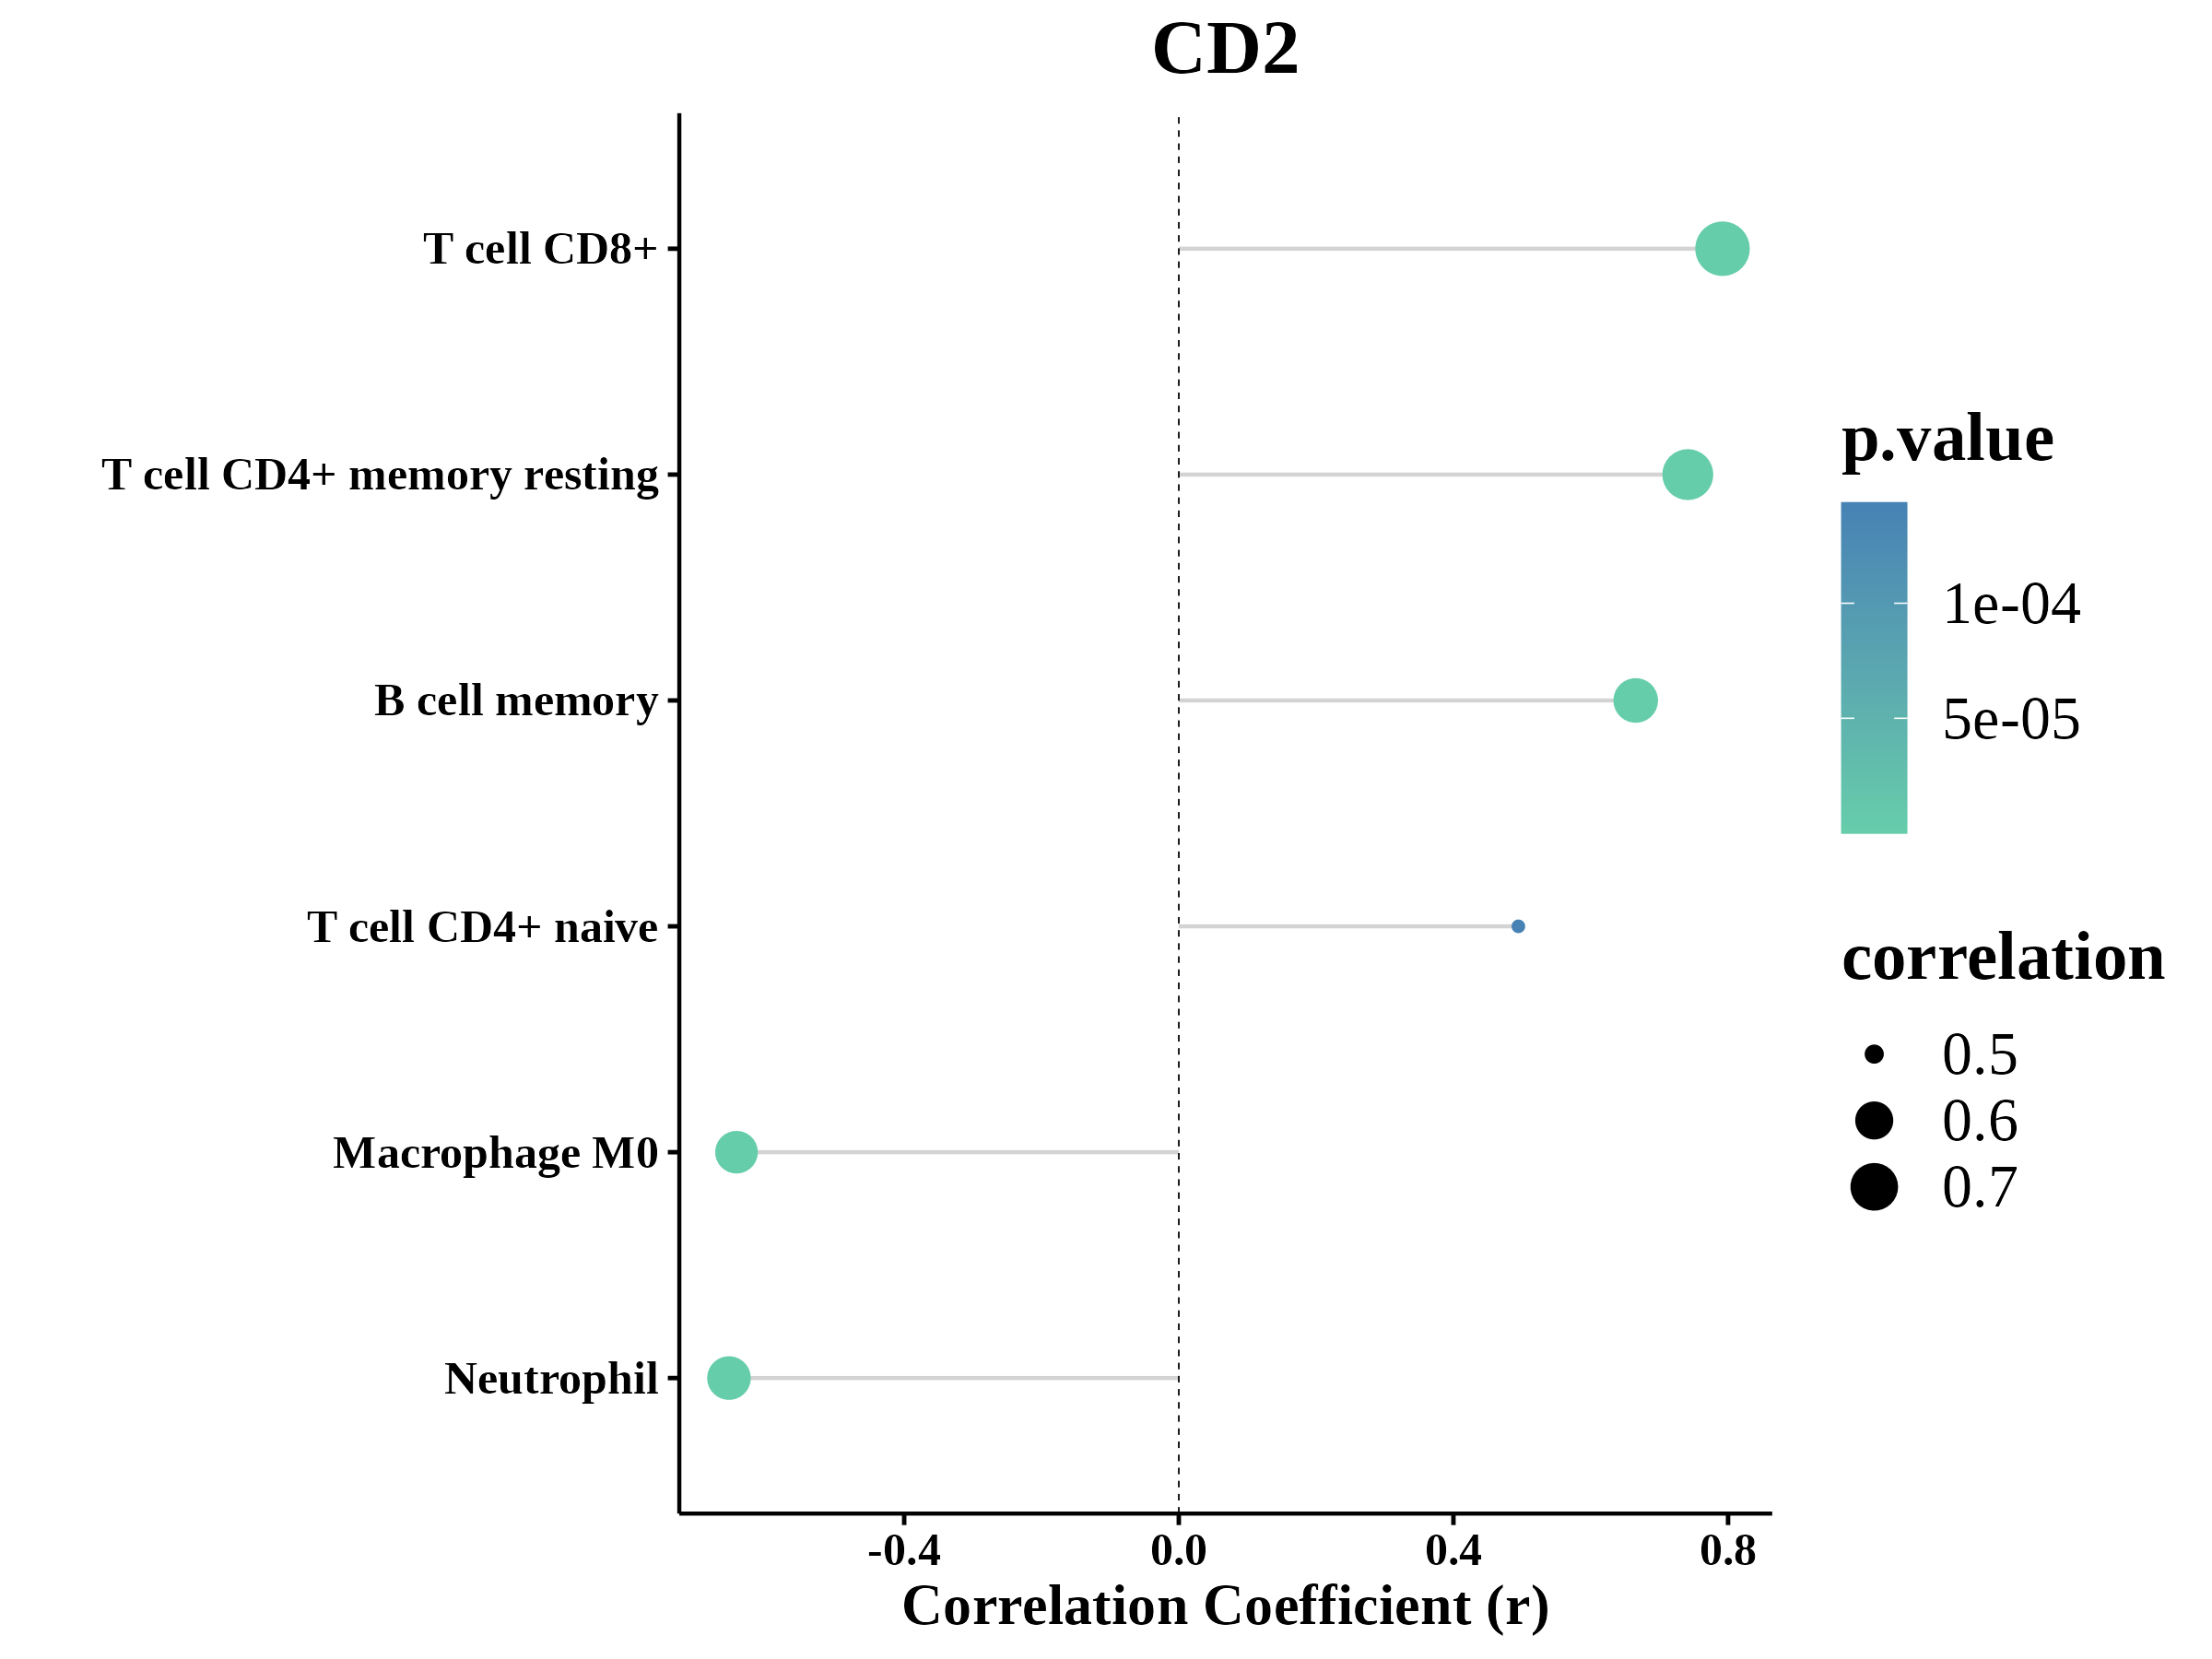 CD2
T cell CD8+
T cell CD4+ memory resting
B cell memory
T cell CD4+ naive
Macrophage M0
Neutrophil
-0.4
0.0
0.4
0.8
Correlation Coefficient (r)
p.value
1e-04
5e-05
correlation
0.5
0.6
0.7